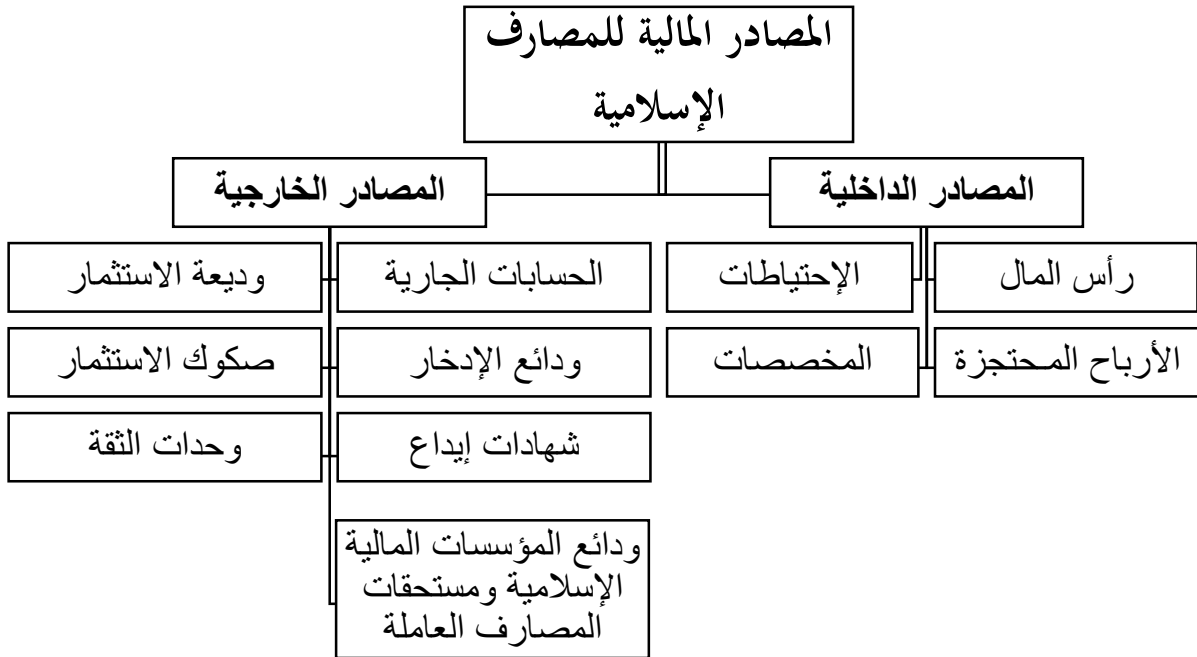 المصادر المالية للمصارف
الإسلامية
المصادر الداخلية
المصادر الخارجية
رأس المال
الإحتياطات
الأرباح المحتجزة
المخصصات
الحسابات الجارية
وديعة الاستثمار
ودائع الإدخار
صكوك الاستثمار
شهادات إيداع
وحدات الثقة
ودائع المؤسسات المالية
الإسلامية ومستحقات
المصارف العاملة